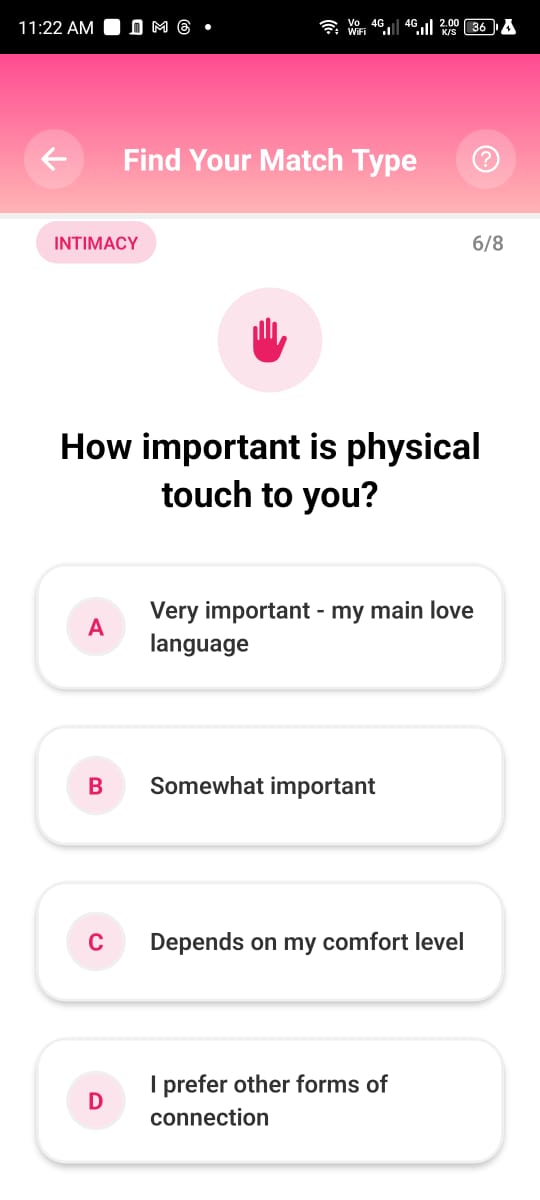 11:22 AM
Vo WiFi 4G 4G 2.00 K/S 36
Find Your Match Type
INTIMACY
6/8
How important is physical
touch to you?
A
Very important - my main love
language
B
Somewhat important
C
Depends on my comfort level
D
I prefer other forms of
connection